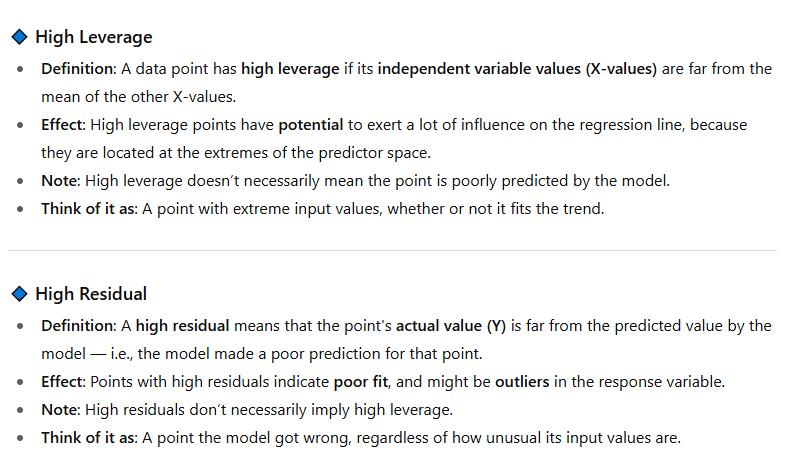 🔷 High Leverage
• Definition: A data point has high leverage if its independent variable values (X-values) are far from the
mean of the other X-values.
• Effect: High leverage points have potential to exert a lot of influence on the regression line, because
they are located at the extremes of the predictor space.
• Note: High leverage doesn't necessarily mean the point is poorly predicted by the model.
• Think of it as: A point with extreme input values, whether or not it fits the trend.
🔷 High Residual
• Definition: A high residual means that the point's actual value (Y) is far from the predicted value by the
model — i.e., the model made a poor prediction for that point.
• Effect: Points with high residuals indicate poor fit, and might be outliers in the response variable.
• Note: High residuals don't necessarily imply high leverage.
• Think of it as: A point the model got wrong, regardless of how unusual its input values are.